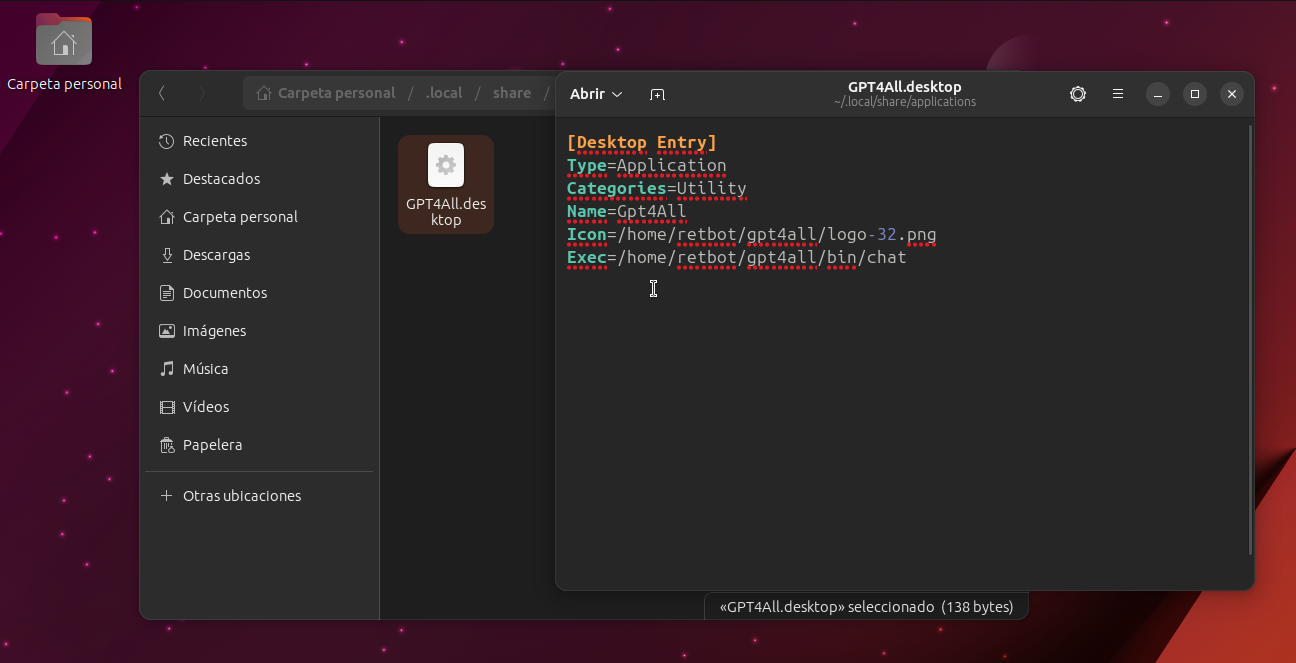 Carpeta personal
Carpeta personal / .local / share /
Recientes
Destacados
Carpeta personal
Descargas
Documentos
Imágenes
Música
Vídeos
Papelera
Otras ubicaciones
GPT4All.des
ktop
Abrir
GPT4All.desktop
~/.local/share/applications
[Desktop Entry]
Type=Application
Categories=Utility
Name=Gpt4All
Icon=/home/retbot/gpt4all/logo-32.png
Exec=/home/retbot/gpt4all/bin/chat
«GPT4All.desktop» seleccionado (138 bytes)